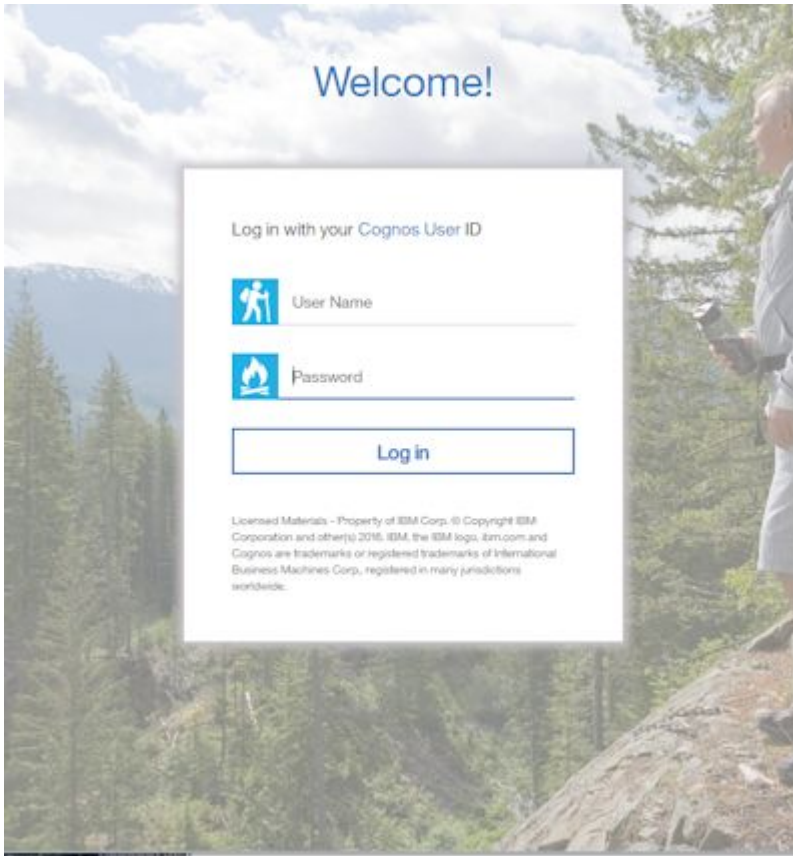 Welcome!
Log in with your Cognos User ID
User Name
Password
Log in
Licensed Materials - Property of IBM Corp. © Copyright IBM
Corporation and other(s) 2016. IBM, the IBM logo, ibm.com and
Cognos are trademarks or registered trademarks of International
Business Machines Corp., registered in many jurisdictions
worldwide.